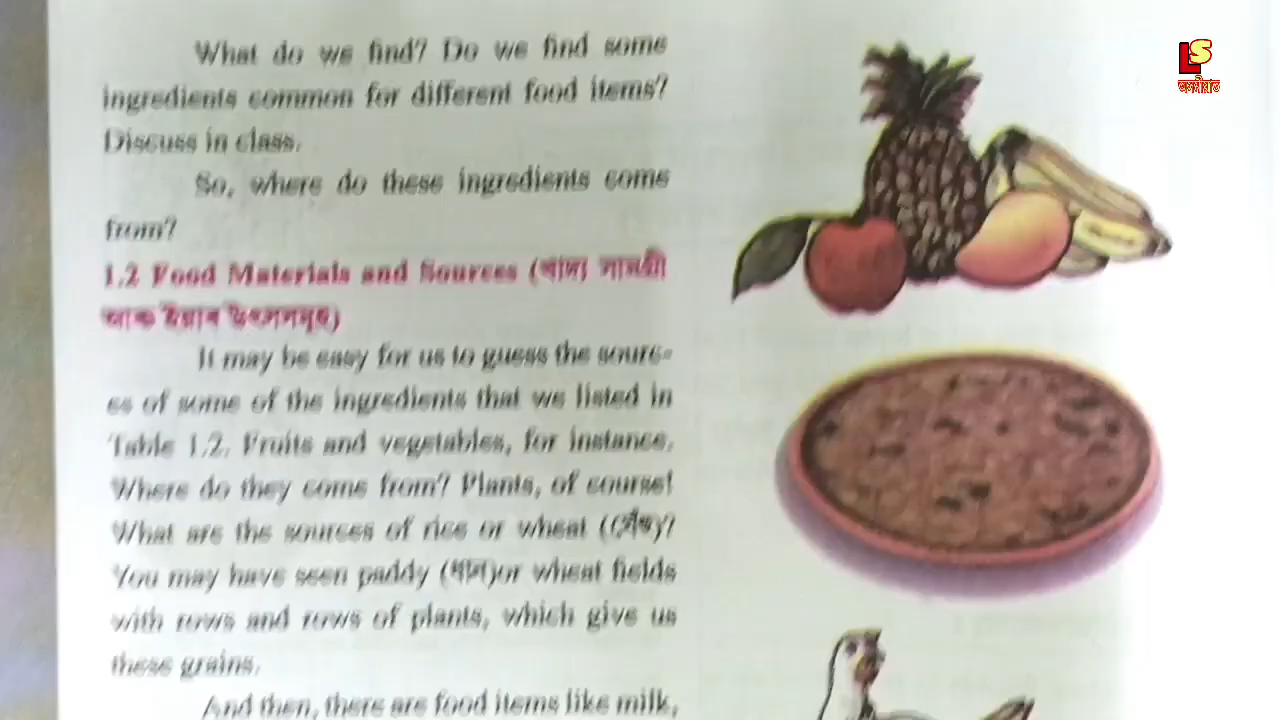 What do we find? Do we find some
ingredients common for different food items?
Discuss in class.
So, where do these ingredients come
from?
1.2 Food Materials and Sources (খাদ্য সামগ্ৰী
আৰু ইয়াৰ উৎসসমূহ)
It may be easy for us to guess the sourc-
es of some of the ingredients that we listed in
Table 1.2. Fruits and vegetables, for instance.
Where do they come from? Plants, of course!
What are the sources of rice or wheat (ঘেঁহু)?
You may have seen paddy (ধান)or wheat fields
with rows and rows of plants, which give us
these grains.
And then, there are food items like milk,
LS